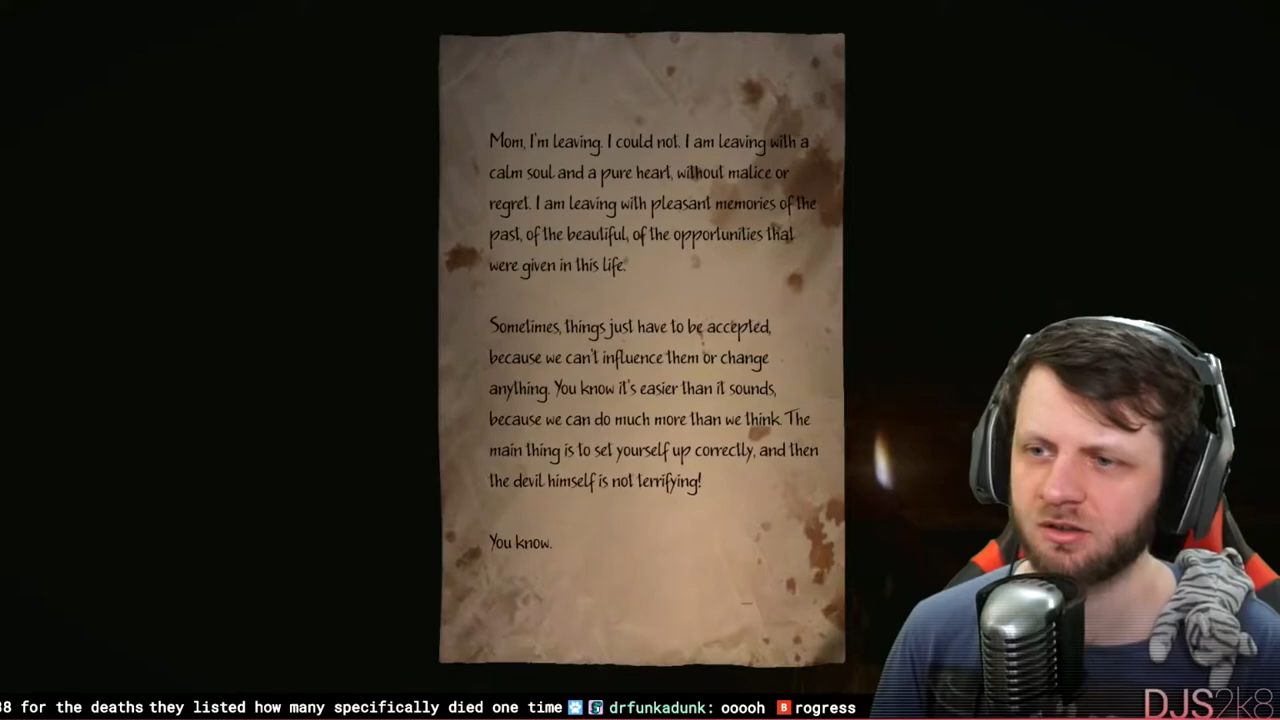 Mom, I'm leaving. I could not. I am leaving with a
calm soul and a pure heart, without malice or
regret. I am leaving with pleasant memories of the
past, of the beautiful, of the opportunities that
were given in this life.
Sometimes, things just have to be accepted,
because we can't influence them or change
anything. You know it's easier than it sounds,
because we can do much more than we think. The
main thing is to set yourself up correctly, and then
the devil himself is not terrifying!
You know.
for the deaths they listed how many specifically died one time drfunkadunk: ooooh B rogress
DJS2k8